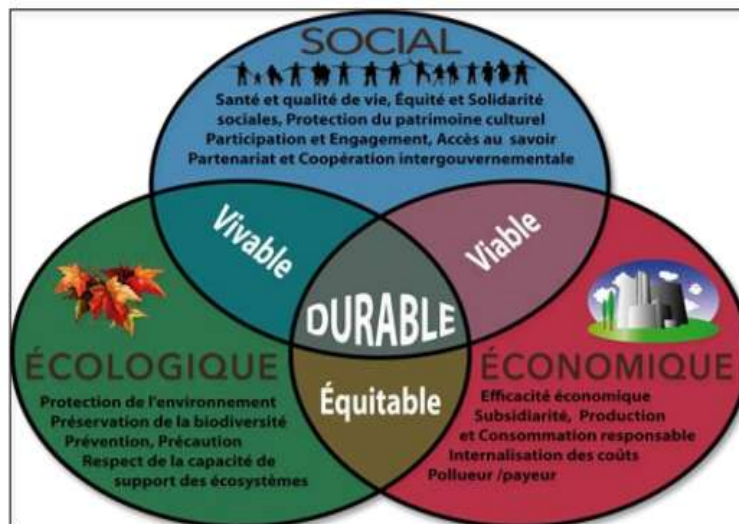 SOCIAL
Santé et qualité de vie, Équité et Solidarité
sociales, Protection du patrimoine culturel
Participation et Engagement, Accès au savoir
Partenariat et Coopération intergouvernementale
Vivable
Viable
DURABLE
ÉCOLOGIQUE
Protection de l'environnement
Préservation de la biodiversité
Prévention, Précaution
Respect de la capacité de
support des écosystèmes
Équitable
ÉCONOMIQUE
Efficacité économique
Subsidiarité, Production
et Consommation responsable
Internalisation des coûts
Pollueur /payeur